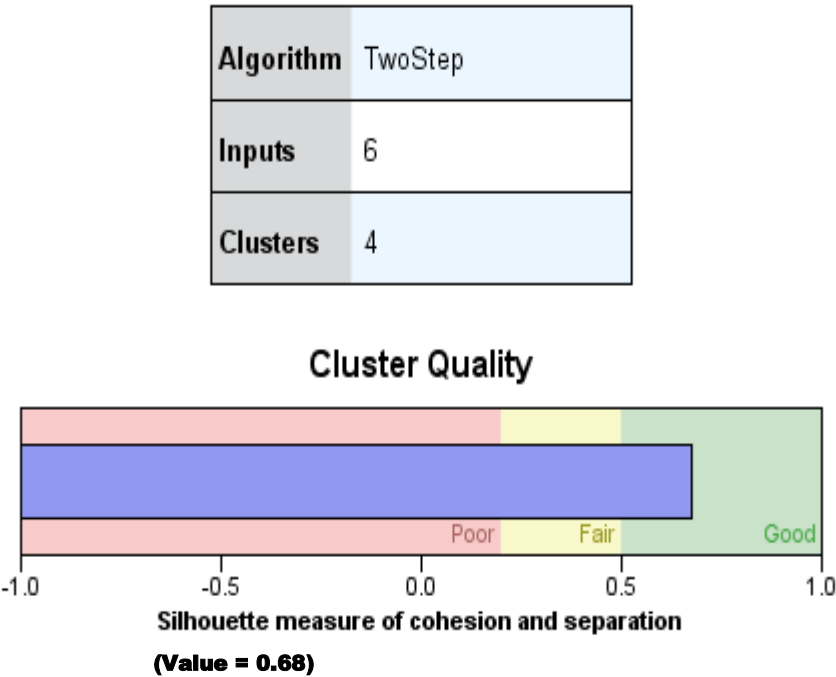 Algorithm TwoStep
Inputs 6
Clusters 4
Cluster Quality
Poor Fair Good
-1.0 -0.5 0.0 0.5 1.0
Silhouette measure of cohesion and separation
(Value = 0.68)